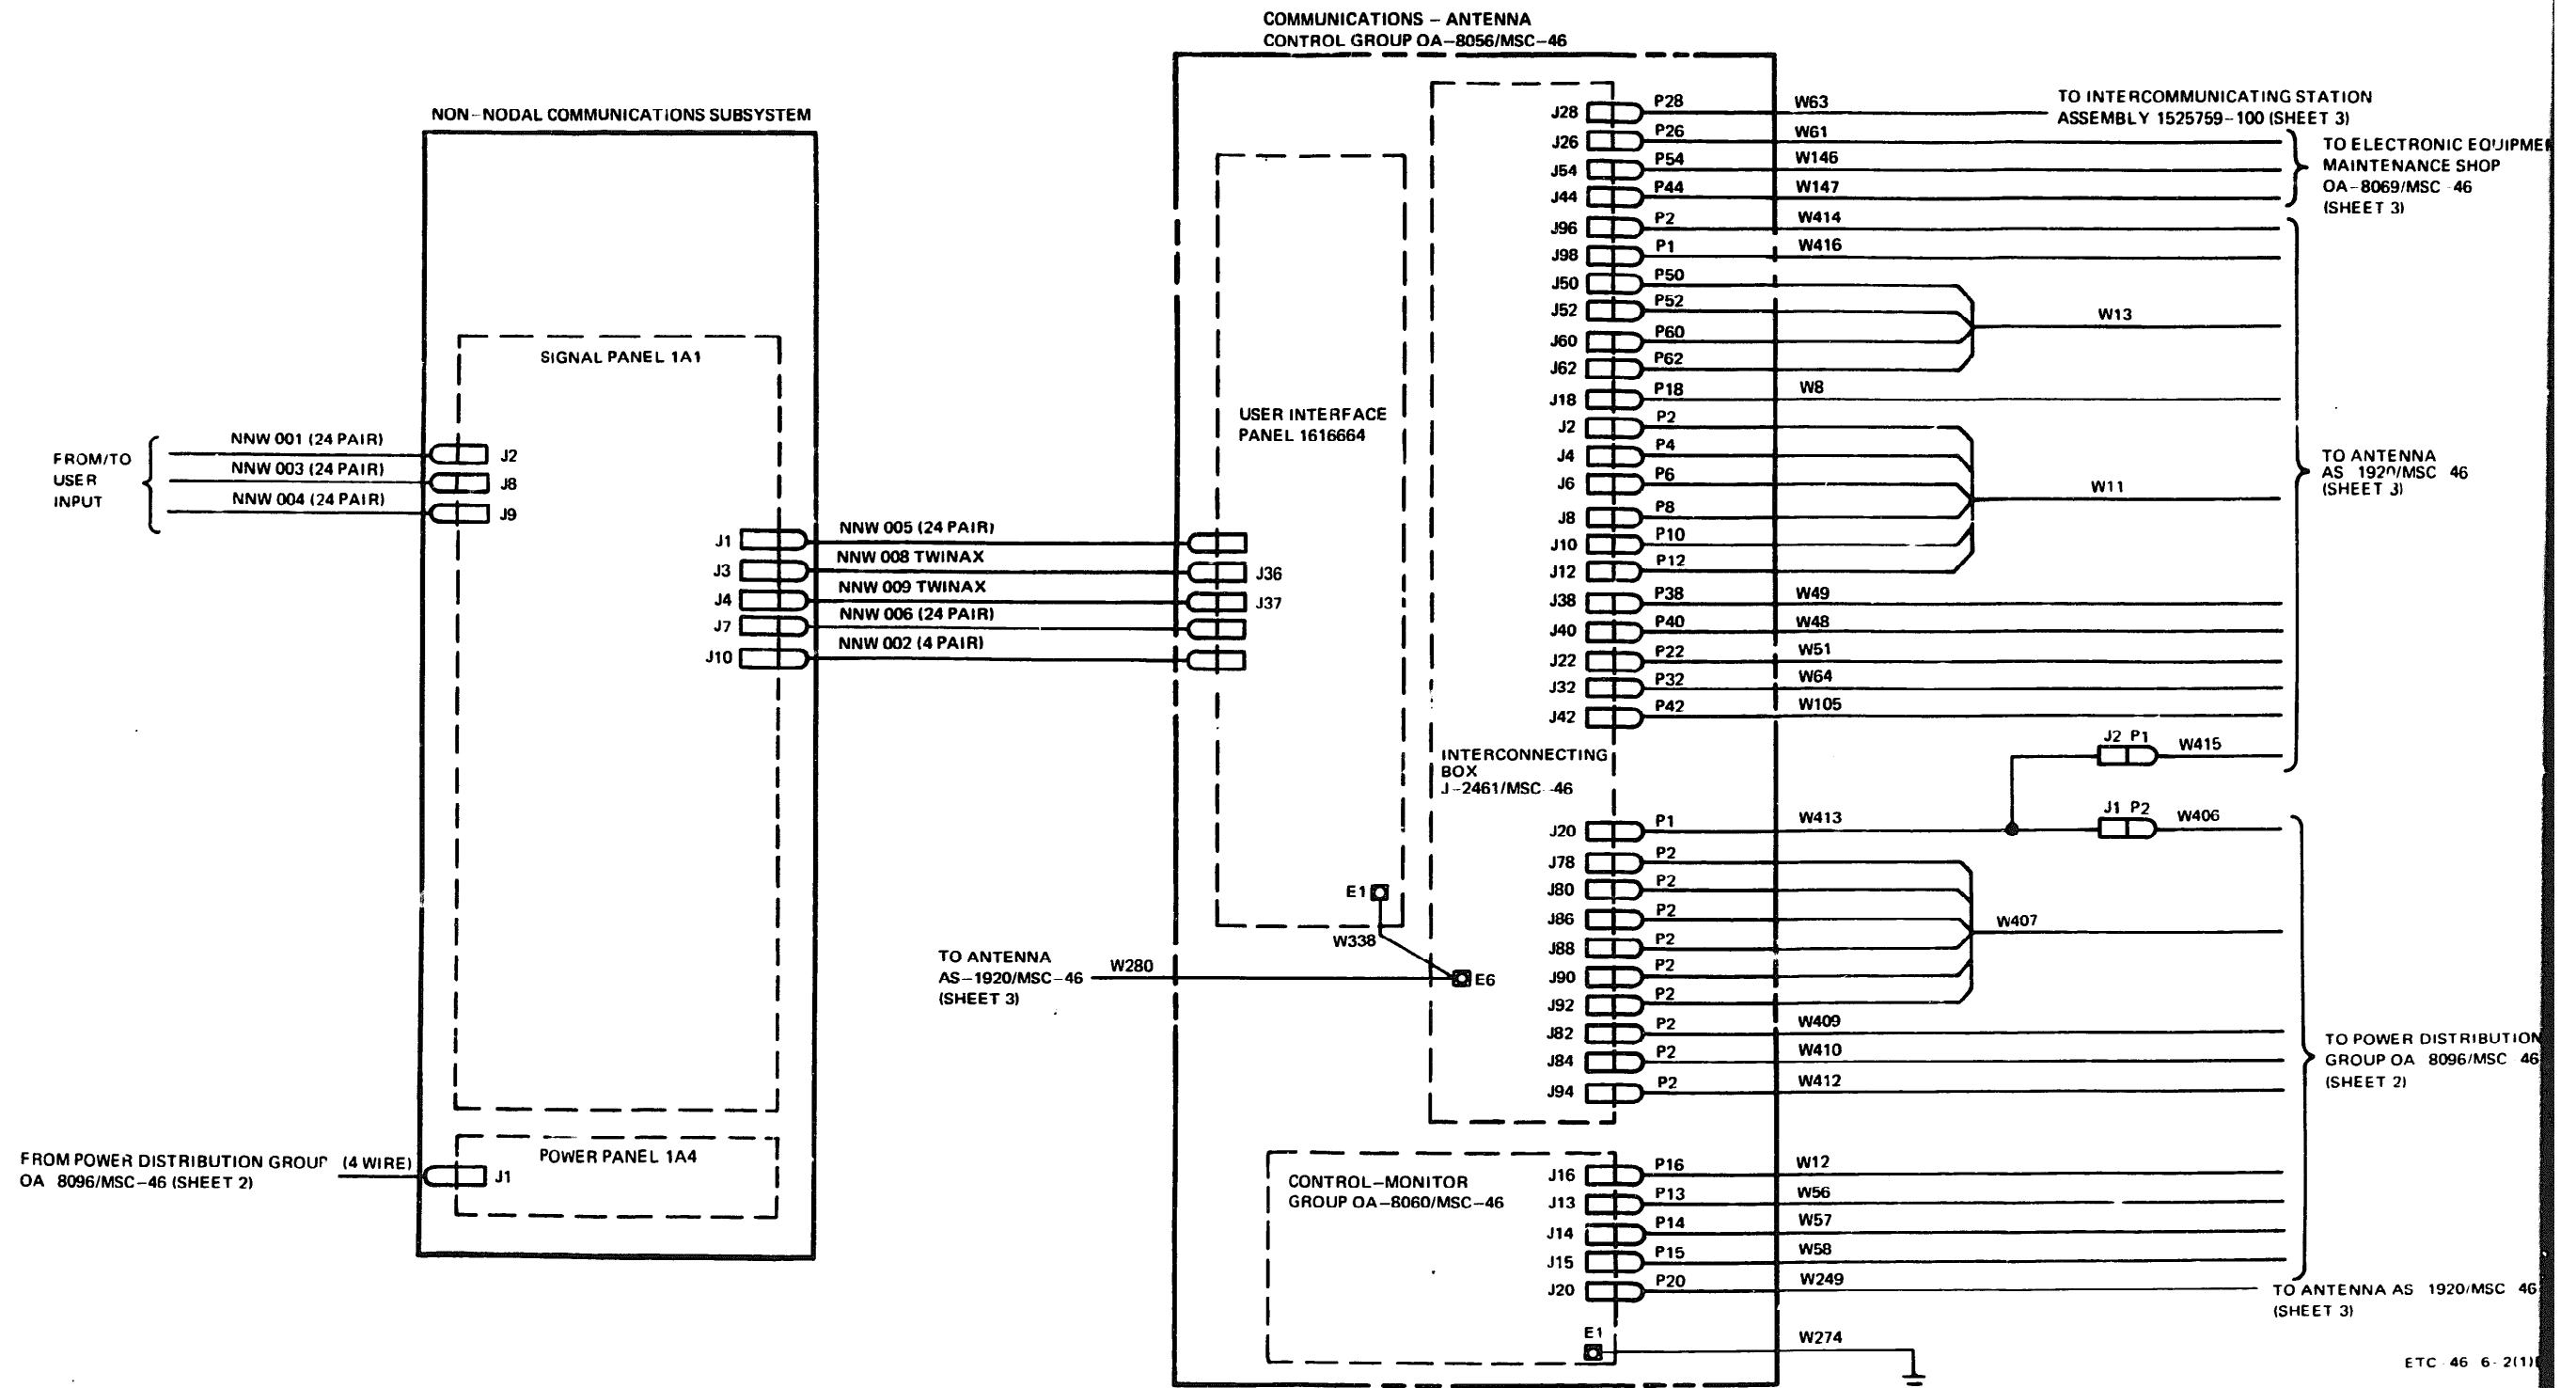 COMMUNICATIONS – ANTENNA
CONTROL GROUP OA–8056/MSC–46
NON–NODAL COMMUNICATIONS SUBSYSTEM
SIGNAL PANEL 1A1
FROM/TO
USER
INPUT
NNW 001 (24 PAIR)
J2
NNW 003 (24 PAIR)
J8
NNW 004 (24 PAIR)
J9
J1
NNW 005 (24 PAIR)
J3
NNW 008 TWINAX
J36
J4
NNW 009 TWINAX
J37
J7
NNW 006 (24 PAIR)
J10
NNW 002 (4 PAIR)
FROM POWER DISTRIBUTION GROUP
OA 8096/MSC–46 (SHEET 2)
(4 WIRE)
J1
POWER PANEL 1A4
USER INTERFACE
PANEL 1616664
E1
W338
TO ANTENNA
AS–1920/MSC–46
(SHEET 3)
W280
E6
INTERCONNECTING
BOX
J–2461/MSC–46
J28 P28 W63
TO INTERCOMMUNICATING STATION
ASSEMBLY 1525759–100 (SHEET 3)
J26 P26 W61
J54 P54 W146
J44 P44 W147
TO ELECTRONIC
MAINTENANCE SHOP
OA–8069/MSC 46
(SHEET 3)
J96 P2 W414
J98 P1 W416
J50 P50
J52 P52
W13
J60 P60
J62 P62
J18 P18 W8
J2 P2
J4 P4
J6 P6
W11
J8 P8
J10 P10
J12 P12
J38 P38 W49
J40 P40 W48
J22 P22 W51
J32 P32 W64
J42 P42 W105
J2 P1 W415
TO ANTENNA
AS 1920/MSC 46
(SHEET 3)
J20 P1 W413
J1 P2 W406
J78 P2
J80 P2
J86 P2
W407
J88 P2
J90 P2
J92 P2
J82 P2 W409
J84 P2 W410
J94 P2 W412
TO POWER DISTRIBUTION
GROUP OA 8096/MSC 46
(SHEET 2)
CONTROL–MONITOR
GROUP OA–8060/MSC–46
J16 P16 W12
J13 P13 W56
J14 P14 W57
J15 P15 W58
J20 P20 W249
TO ANTENNA AS 1920/MSC 46
(SHEET 3)
E1 W274
ETC 46 6-2(1)